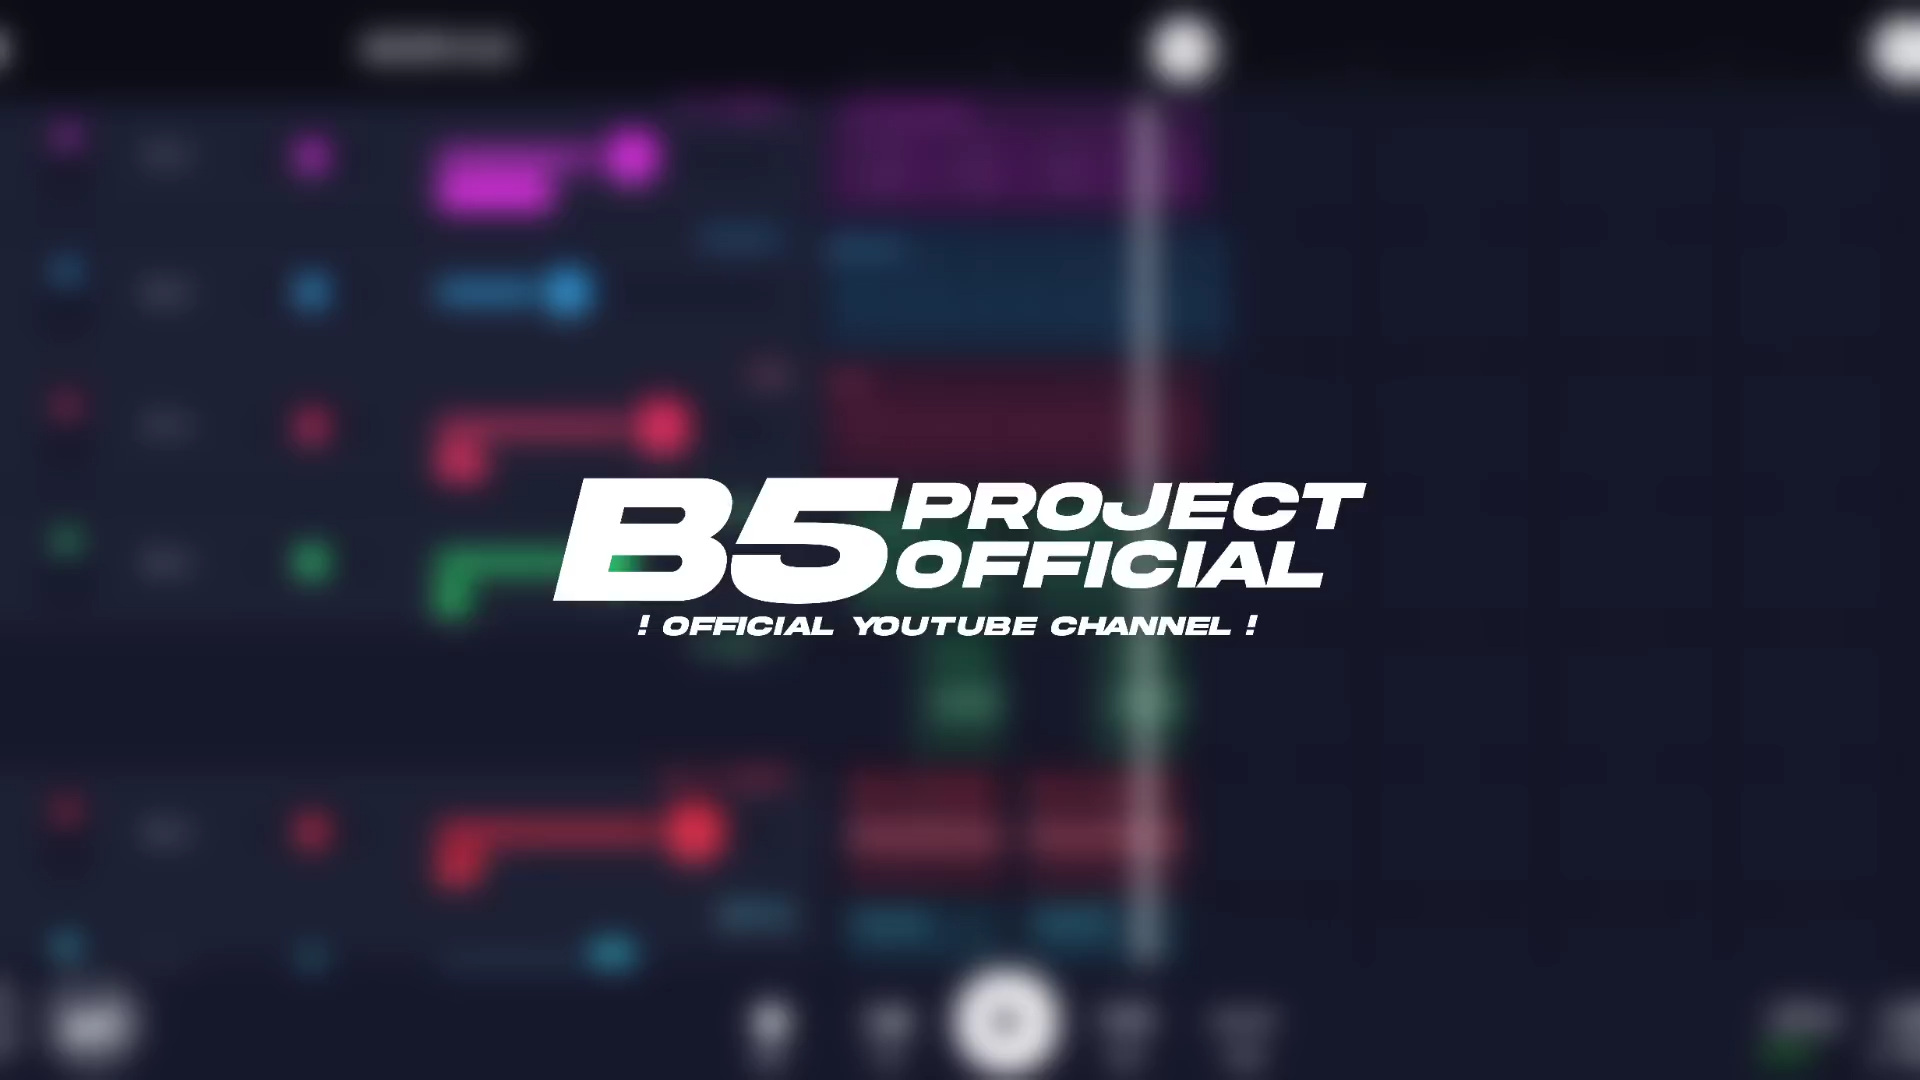 B5 PROJECT
OFFICIAL
! OFFICIAL YOUTUBE CHANNEL !